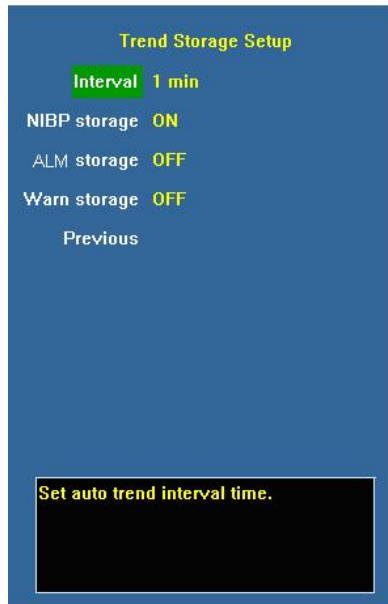 Trend Storage Setup
Interval 1 min
NIBP storage ON
ALM storage OFF
Warn storage OFF
Previous
Set auto trend interval time.